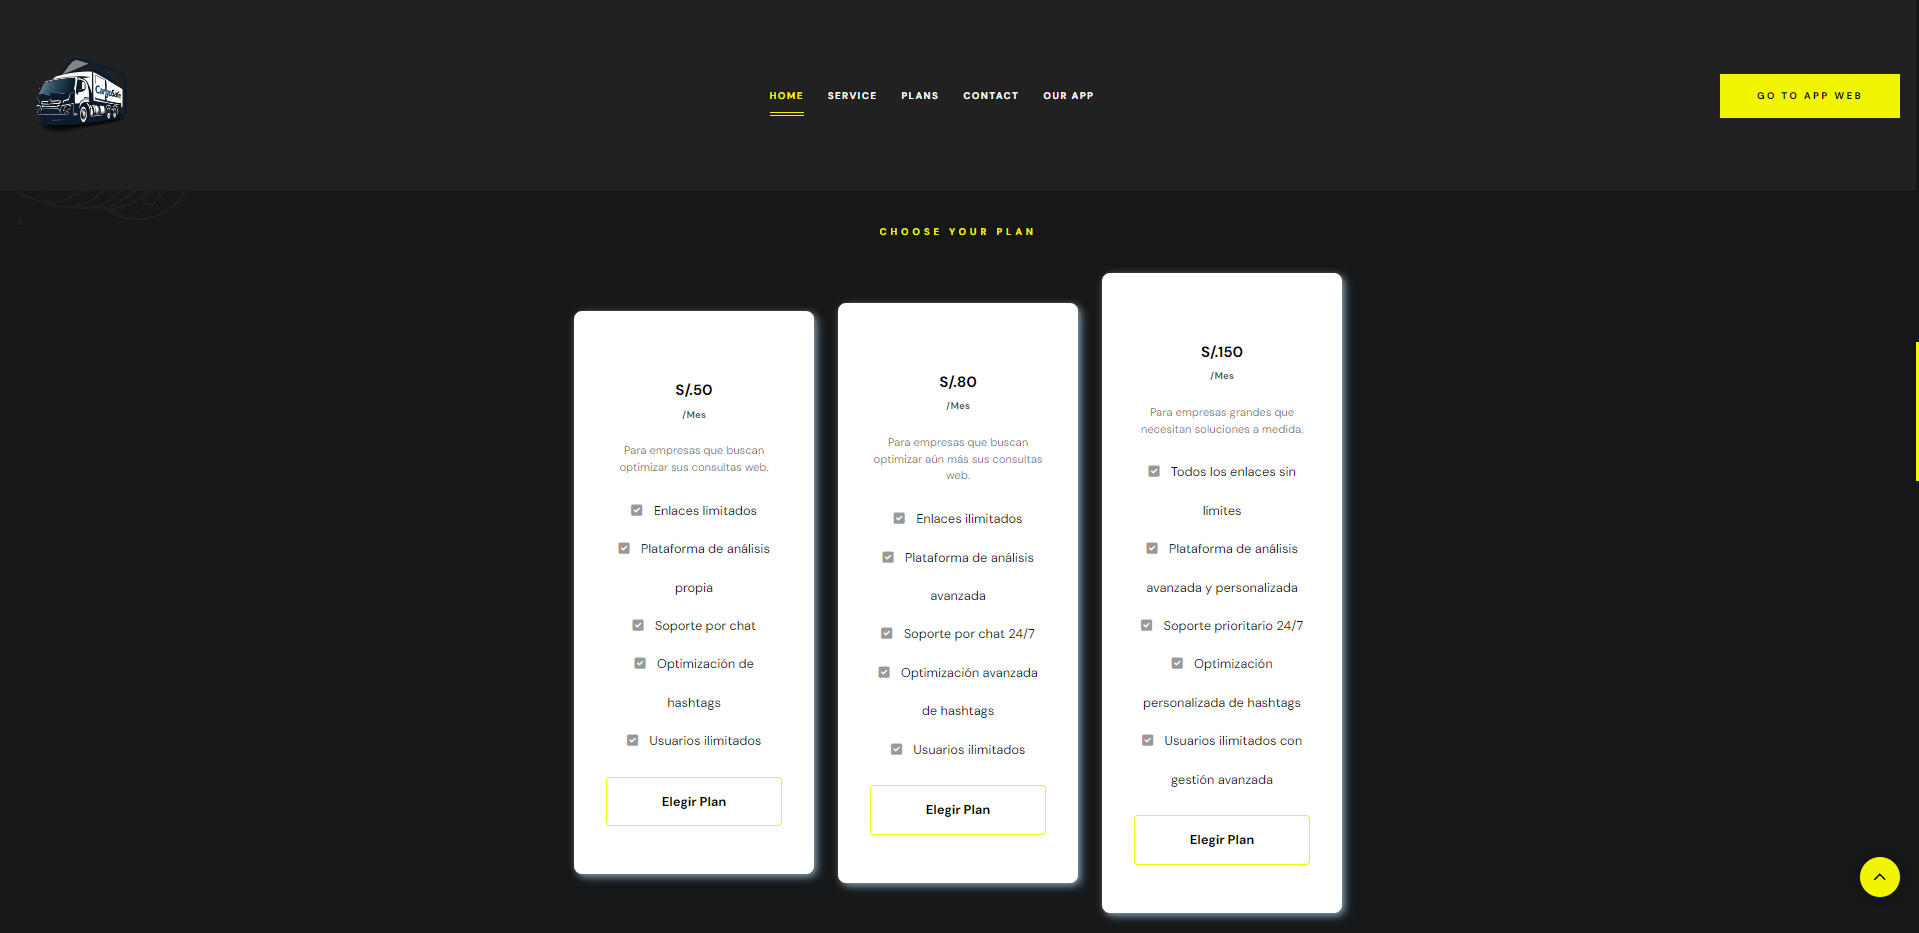 CargoSafe
HOME
SERVICE
PLANS
CONTACT
OUR APP
GO TO APP WEB
CHOOSE YOUR PLAN
S/.50
/Mes
Para empresas que buscan
optimizar sus consultas web.
Enlaces limitados
Plataforma de análisis
propia
Soporte por chat
Optimización de
hashtags
Usuarios ilimitados
Elegir Plan
S/.80
/Mes
Para empresas que buscan
optimizar aún más sus consultas
web.
Enlaces ilimitados
Plataforma de análisis
avanzada
Soporte por chat 24/7
Optimización avanzada
de hashtags
Usuarios ilimitados
Elegir Plan
S/.150
/Mes
Para empresas grandes que
necesitan soluciones a medida.
Todos los enlaces sin
límites
Plataforma de análisis
avanzada y personalizada
Soporte prioritario 24/7
Optimización
personalizada de hashtags
Usuarios ilimitados con
gestión avanzada
Elegir Plan